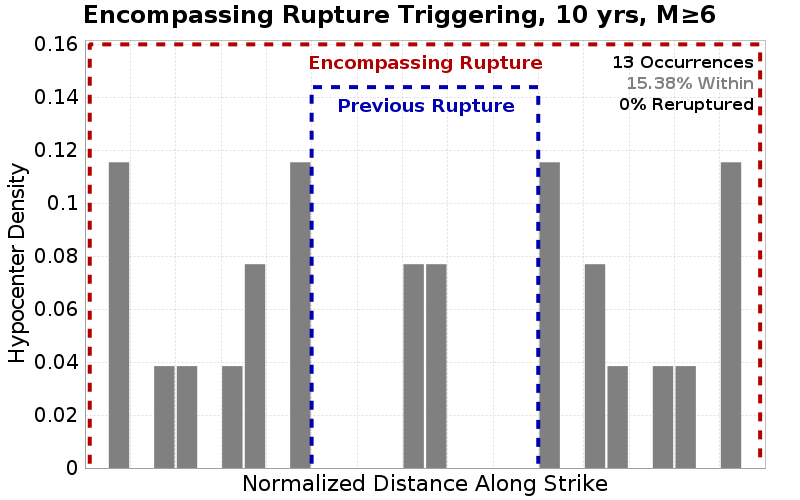 Encompassing Rupture Triggering, 10 yrs, M≥6
Encompassing Rupture
Previous Rupture
13 Occurrences
15.38% Within
0% Reruptured
Hypocenter Density
0.16
0.14
0.12
0.1
0.08
0.06
0.04
0.02
0
Normalized Distance Along Strike